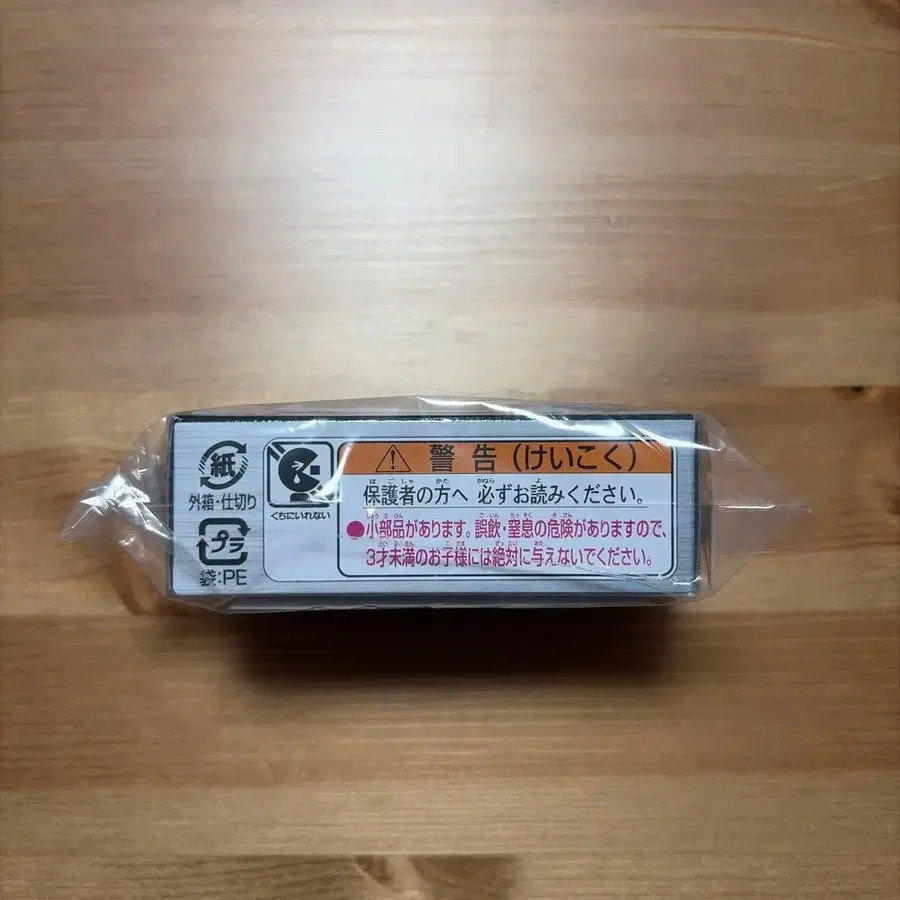 紙
外箱・仕切り
プラ
袋:PE
くちにいれない
警告(けいこく)
保護者の方へ 必ずお読みください。
●小部品があります。誤飲・窒息の危険がありますので、
3才未満のお子様には絶対に与えないでください。